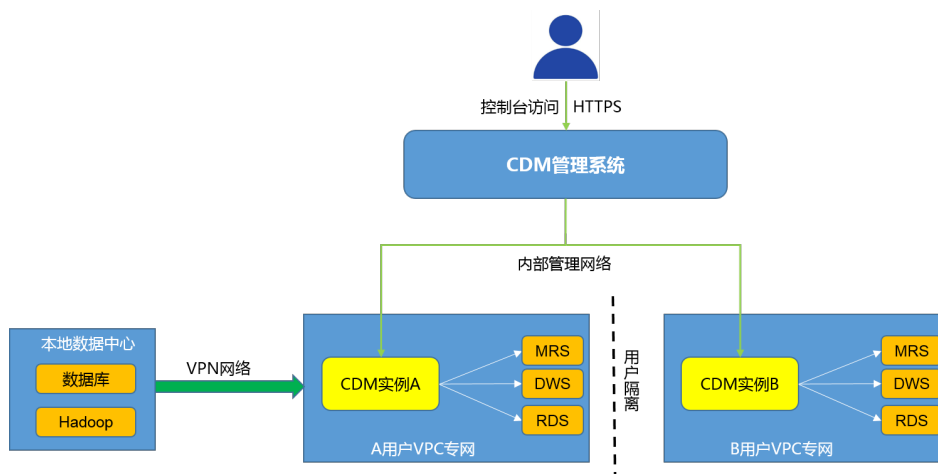 控制台访问 HTTPS
CDM管理系统
内部管理网络
本地数据中心
数据库
Hadoop
VPN网络
CDM实例A
MRS
DWS
RDS
A用户VPC专网
用户隔离
CDM实例B
MRS
DWS
RDS
B用户VPC专网